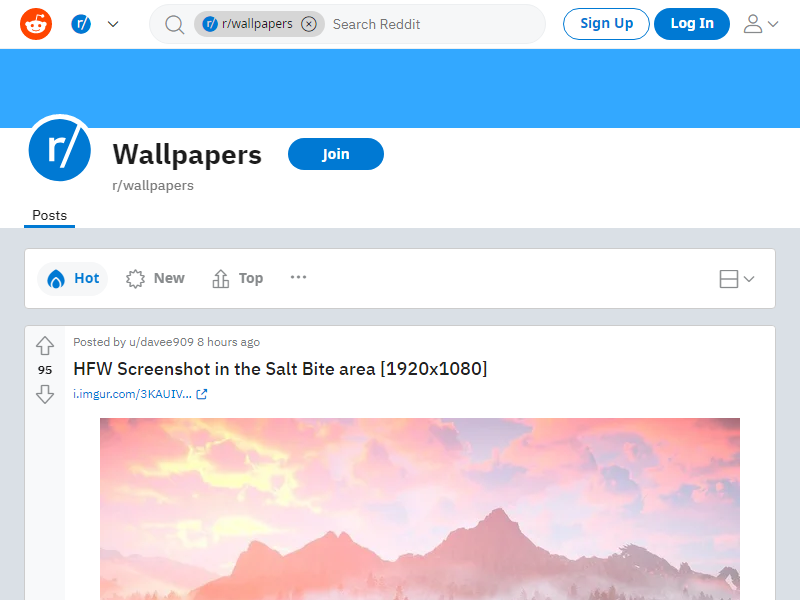 r/ r/ r/wallpapers Search Reddit Sign Up Log In
r/ Wallpapers Join
r/wallpapers
Posts
Hot New Top ...
Posted by u/davee909 8 hours ago
95 HFW Screenshot in the Salt Bite area [1920x1080]
i.imgur.com/3KAUIV...